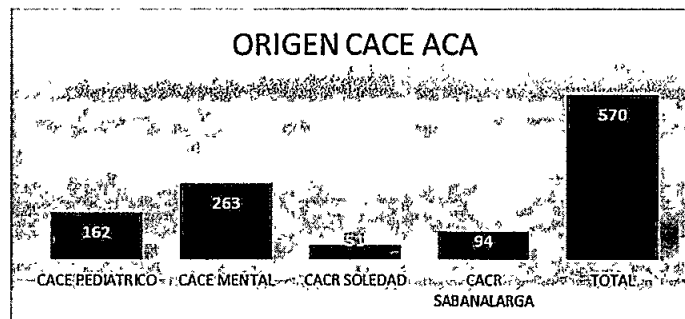 ORIGEN CACE ACA
570
263
162
51
94
CACE PEDIATRICO
CACE MENTAL
CACR SOLEDAD
CACR
SABANALARGA
TOTAL